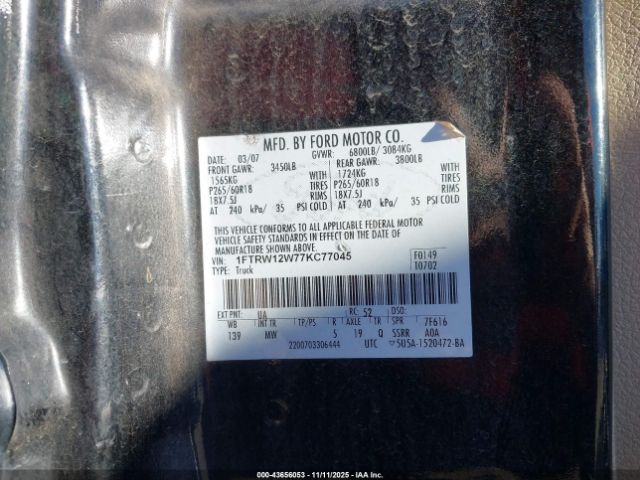 MFD. BY FORD MOTOR CO.
DATE: 03/07 GVWR: 6800LB/ 3084KG
FRONT GAWR: 3450LB REAR GAWR: 3800LB
1565KG WITH 1724KG WITH
P265/60R18 TIRES P265/60R18 TIRES
18X7.5J RIMS 18X7.5J RIMS
AT 240 kPa/ 35 PSI COLD AT 240 kPa/ 35 PSI COLD
THIS VEHICLE CONFORMS TO ALL APPLICABLE FEDERAL MOTOR
VEHICLE SAFETY STANDARDS IN EFFECT ON THE DATE OF
MANUFACTURE SHOWN ABOVE.
VIN: 1FTRW12W77KC77045 F0149
TYPE: Truck T0702
EXT PNT: UA RC: 52 DSO:
WB INT TR TP/PS R AXLE TR SPR 7F616
139 MW 5 19 Q SSRR A0A
2200703306444 UTC 5U5A-1520472-BA
000-43656053 - 11/11/2025 - IAA Inc.